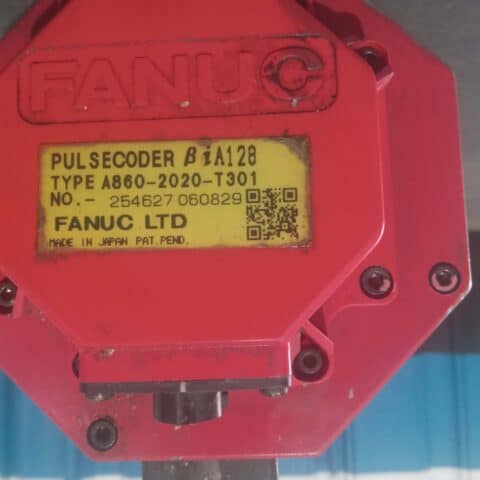 FANUC
PULSECODER βiA128
TYPE A860-2020-T301
NO.- 254627 060829
FANUC LTD
MADE IN JAPAN PAT.PEND.